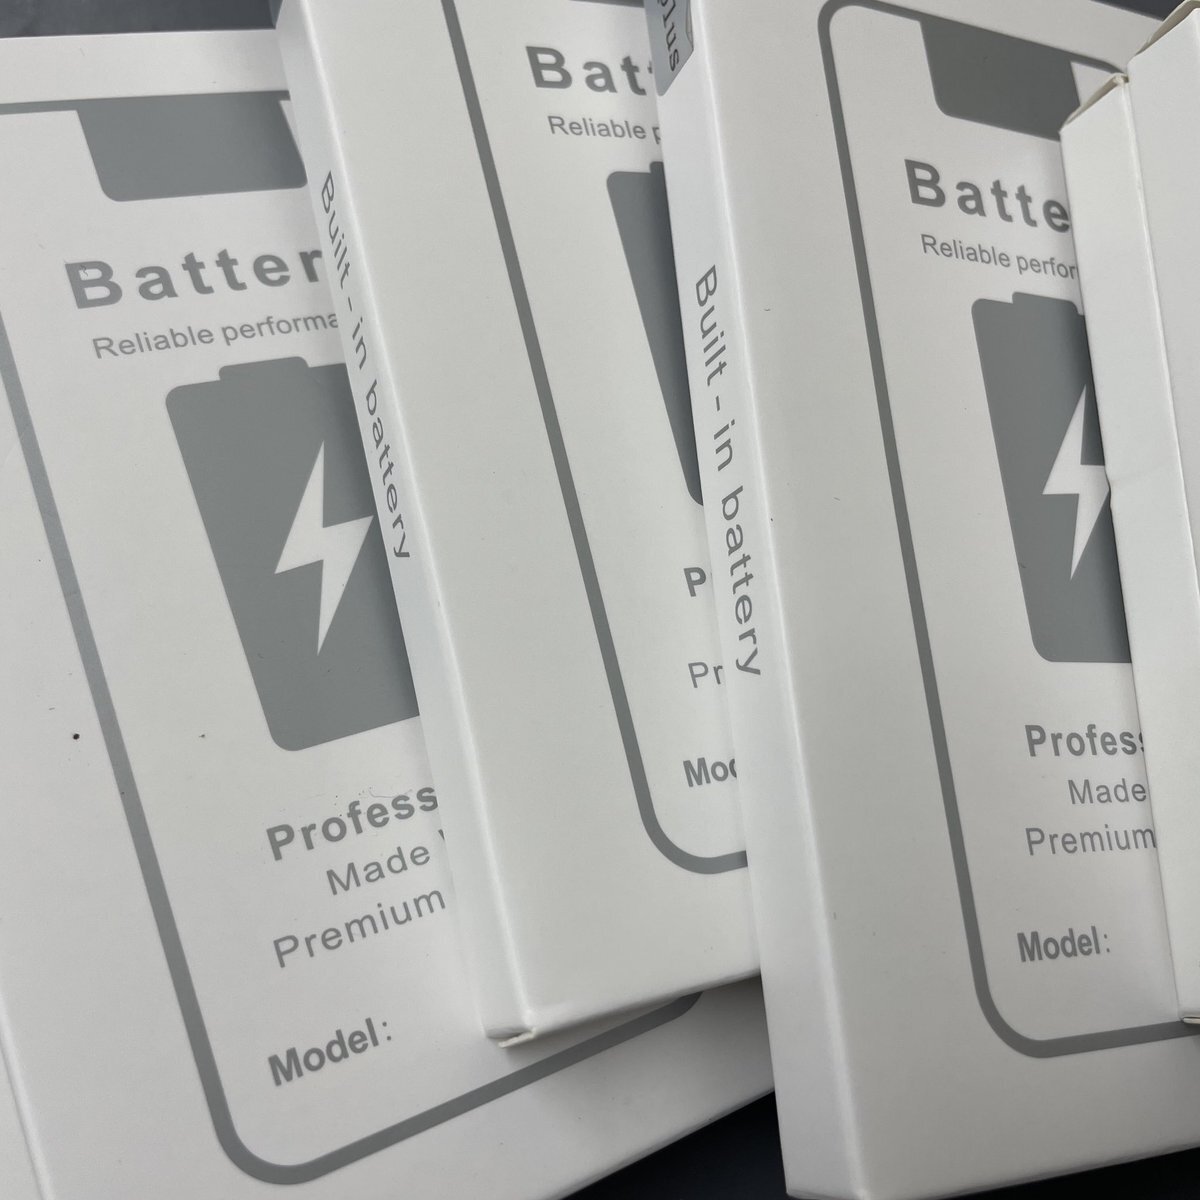 Batter
Reliable performa
Profess
Made
Premium
Model:
Built - in battery
Batt
Reliable p
P
Pr
Mod
plus
Built - in battery
Batte
Reliable perfor
Profess
Made
Premium
Model: